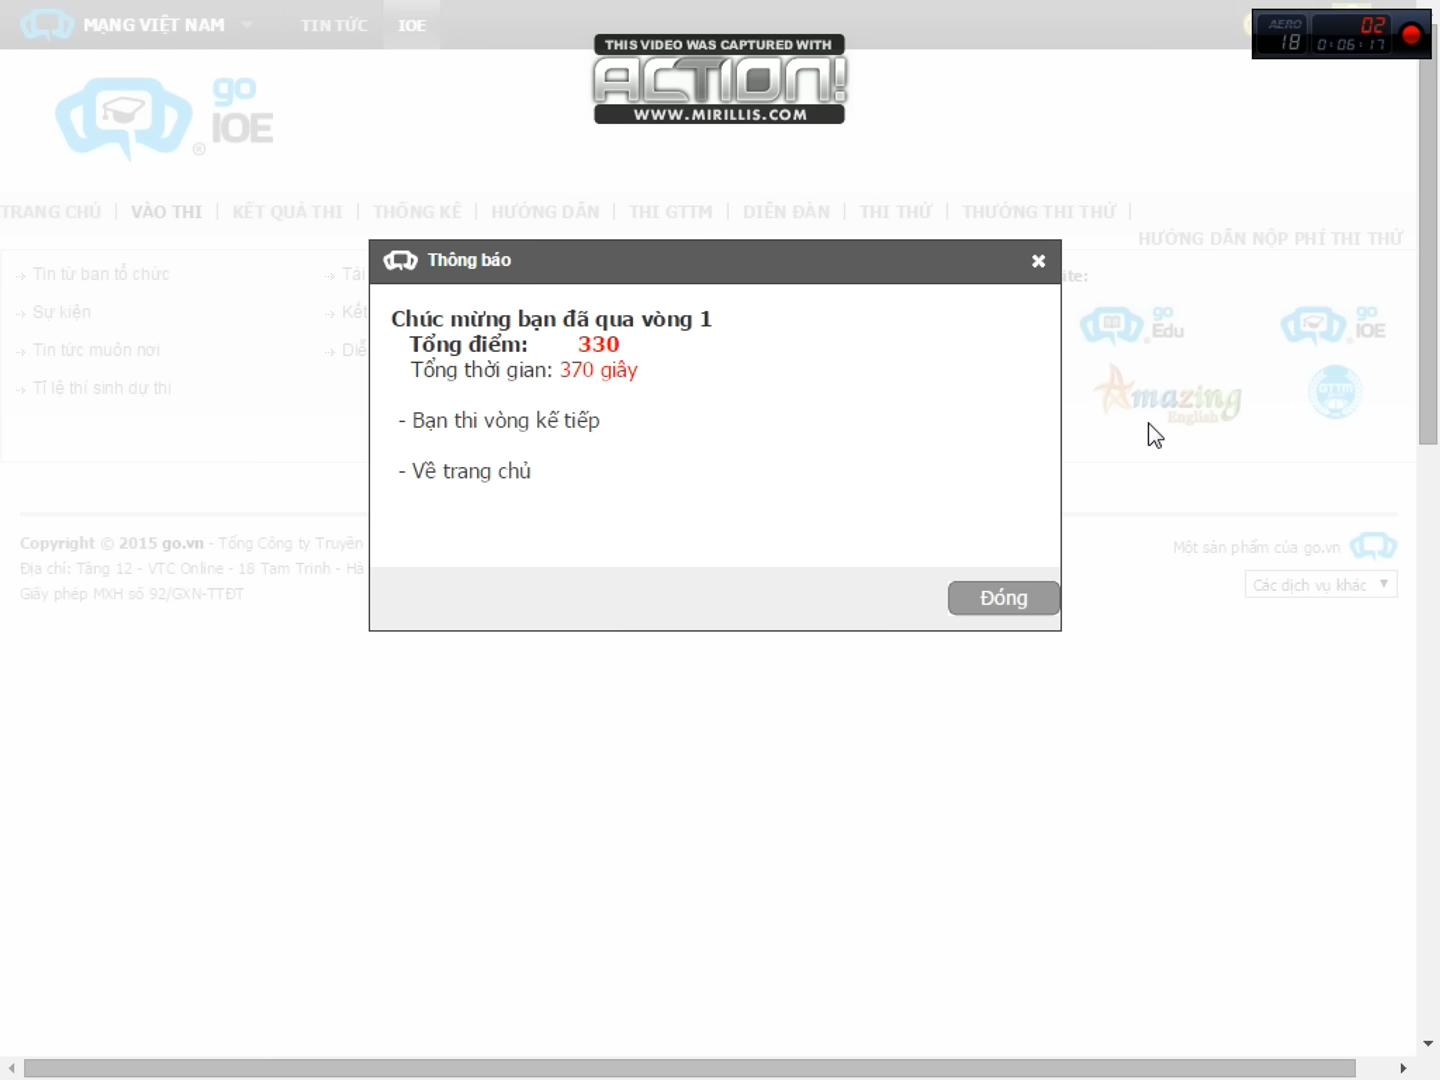 MẠNG VIỆT NAM
TIN TỨC
IOE
AERO
02
18
0:06:17
THIS VIDEO WAS CAPTURED WITH
ACTION!
WWW.MIRILLIS.COM
go
IOE
TRANG CHỦ | VÀO THI | KẾT QUẢ THI | THỐNG KÊ | HƯỚNG DẪN | THI GTTM | DIỄN ĐÀN | THI THỬ | THƯỞNG THI THỬ |
HƯỚNG DẪN NỘP PHÍ THI THỬ
Thông báo
Tin từ ban tổ chức
Sự kiện
Tin tức muôn nơi
Tỉ lệ thí sinh dự thi
Chúc mừng bạn đã qua vòng 1
Tổng điểm: 330
Tổng thời gian: 370 giây
- Bạn thi vòng kế tiếp
- Về trang chủ
Đóng
go
Edu
go
IOE
Amazing
English
GTTM
Copyright © 2015 go.vn - Tổng Công ty Truyền
Địa chỉ: Tầng 12 - VTC Online - 18 Tam Trinh - Hà
Giấy phép MXH số 92/GXN-TTĐT
Một sản phẩm của go.vn
Các dịch vụ khác